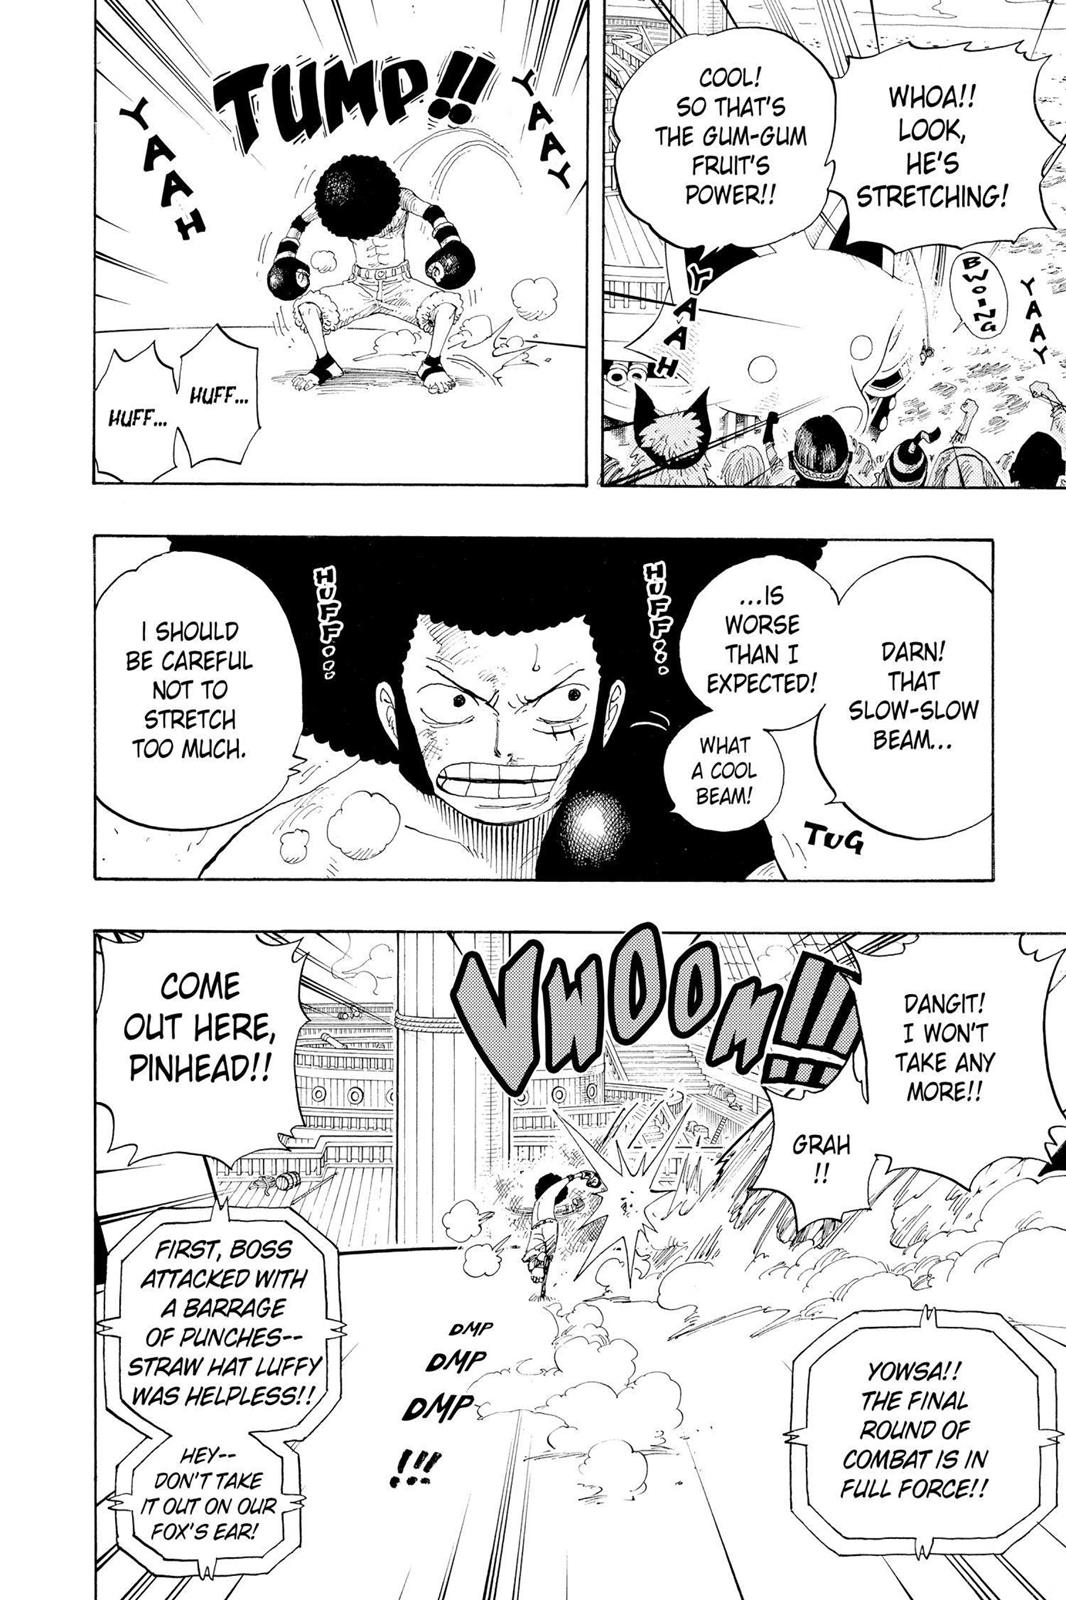 WHOA!!
LOOK,
HE'S
STRETCHING!
COOL!
SO THAT'S
THE GUM-GUM
FRUIT'S
POWER!!
BWOING
YAAY
YAAAH
TUMP!!
YAAY
YAAAH
HUFF...
HUFF...
DARN!
THAT
SLOW-SLOW
BEAM...
...IS
WORSE
THAN I
EXPECTED!
WHAT
A COOL
BEAM!
TUG
HUFF...
HUFF...
I SHOULD
BE CAREFUL
NOT TO
STRETCH
TOO MUCH.
DANGIT!
I WON'T
TAKE ANY
MORE!!
GRAH
!!
VWOOM!!!
COME
OUT HERE,
PINHEAD!!
YOWSA!!
THE FINAL
ROUND OF
COMBAT IS IN
FULL FORCE!!
DMP
DMP
DMP
!!!
FIRST, BOSS
ATTACKED WITH
A BARRAGE
OF PUNCHES--
STRAW HAT LUFFY
WAS HELPLESS!!
HEY--
DON'T TAKE
IT OUT ON OUR
FOX'S EAR!